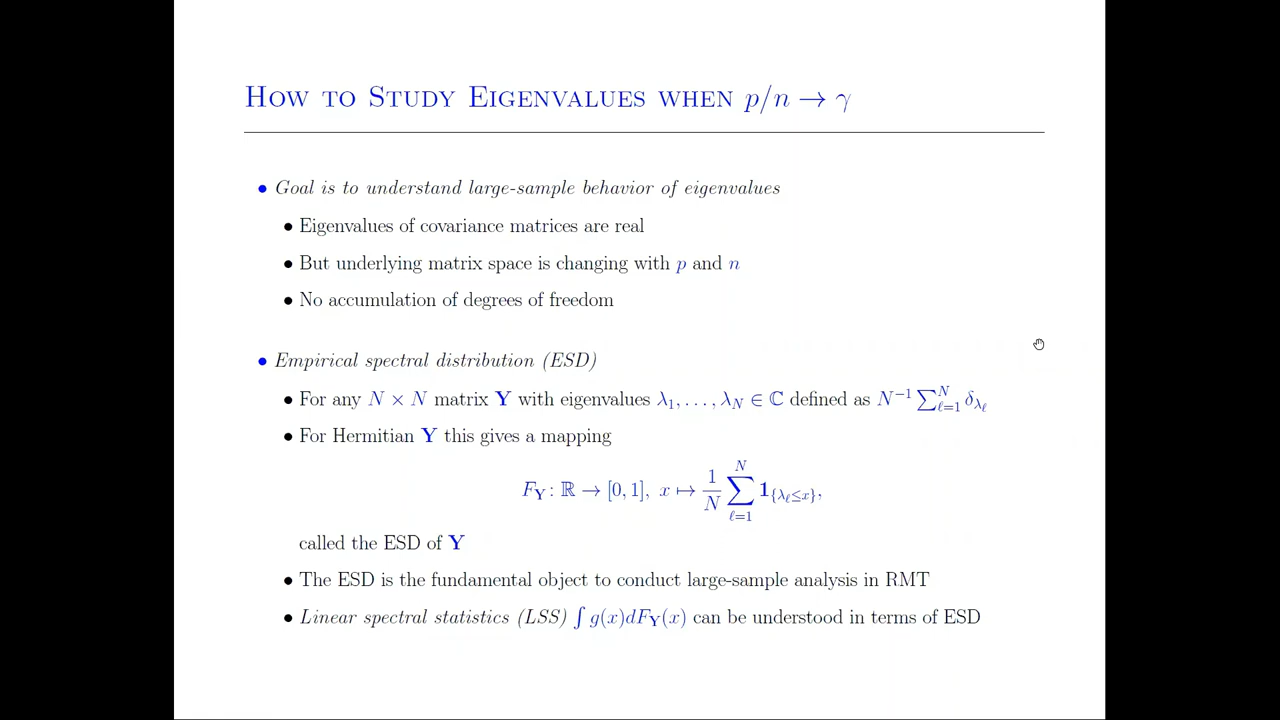 How to Study Eigenvalues when p/n → γ
• Goal is to understand large-sample behavior of eigenvalues
• Eigenvalues of covariance matrices are real
• But underlying matrix space is changing with p and n
• No accumulation of degrees of freedom
• Empirical spectral distribution (ESD)
• For any N × N matrix Y with eigenvalues λ₁, . . . , λ_N ∈ ℂ defined as N⁻¹ ∑_{ℓ=1}^{N} δ_{λ_ℓ}
• For Hermitian Y this gives a mapping
F_Y : ℝ → [0, 1], x ↦ 1/N ∑_{ℓ=1}^{N} 1_{{λ_ℓ≤x}},
called the ESD of Y
• The ESD is the fundamental object to conduct large-sample analysis in RMT
• Linear spectral statistics (LSS) ∫ g(x)dF_Y(x) can be understood in terms of ESD